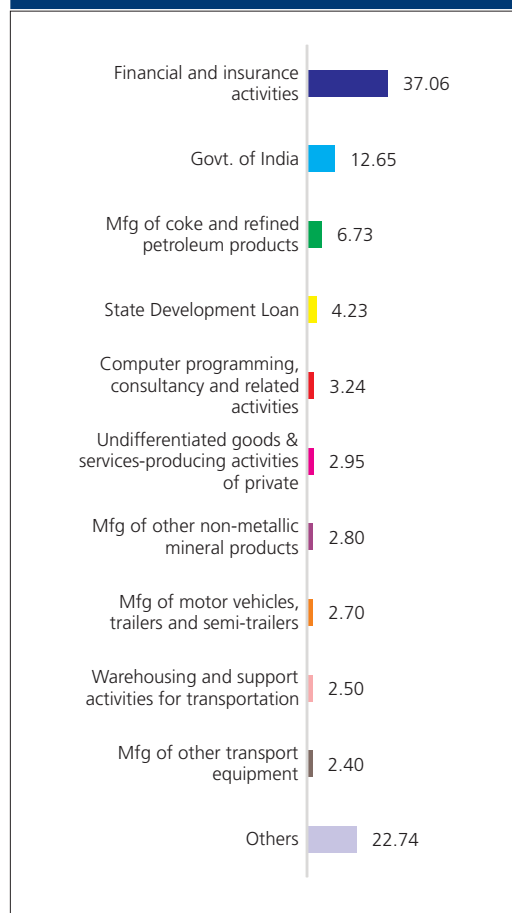 Financial and insurance
activities
37.06
Govt. of India
12.65
Mfg of coke and refined
petroleum products
6.73
State Development Loan
4.23
Computer programming,
consultancy and related
activities
3.24
Undifferentiated goods &
services-producing activities
of private
2.95
Mfg of other non-metallic
mineral products
2.80
Mfg of motor vehicles,
trailers and semi-trailers
2.70
Warehousing and support
activities for transportation
2.50
Mfg of other transport
equipment
2.40
Others
22.74